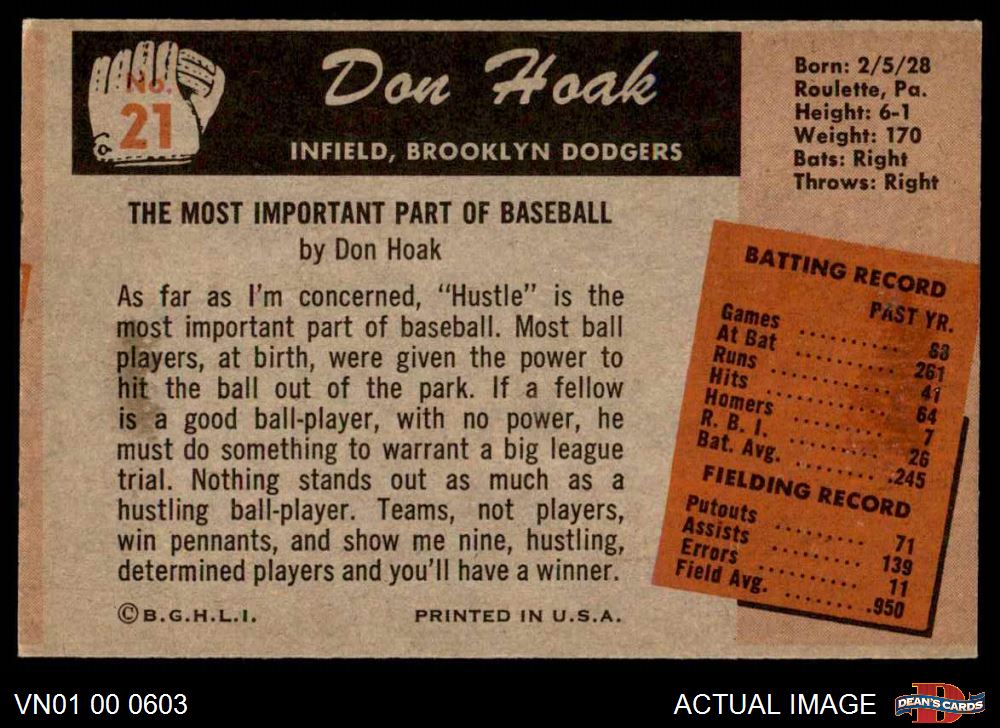 No.
21
Don Hoak
INFIELD, BROOKLYN DODGERS
Born: 2/5/28
Roulette, Pa.
Height: 6-1
Weight: 170
Bats: Right
Throws: Right
THE MOST IMPORTANT PART OF BASEBALL
by Don Hoak
As far as I'm concerned, "Hustle" is the
most important part of baseball. Most ball
players, at birth, were given the power to
hit the ball out of the park. If a fellow
is a good ball-player, with no power, he
must do something to warrant a big league
trial. Nothing stands out as much as a
hustling ball-player. Teams, not players,
win pennants, and show me nine, hustling,
determined players and you'll have a winner.
©B.G.H.L.I. PRINTED IN U.S.A.
BATTING RECORD
PAST YR.
Games .......... 63
At Bat .......... 261
Runs .......... 41
Hits .......... 64
Homers .......... 7
R. B. I. .......... 26
Bat. Avg. .......... .245
FIELDING RECORD
Putouts .......... 71
Assists .......... 139
Errors .......... 11
Field Avg. .......... .950
VN01 00 0603
ACTUAL IMAGE
D
DEAN'S CARDS